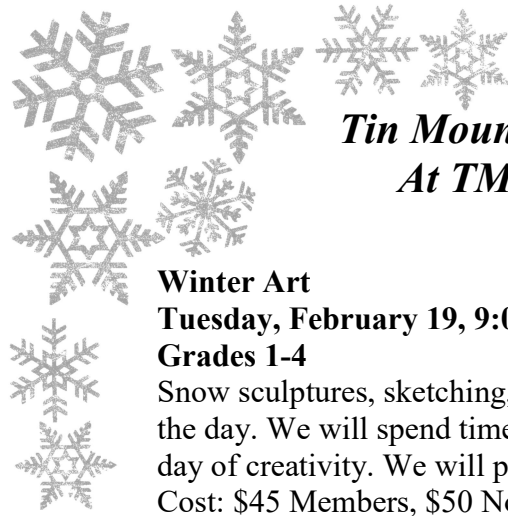 Tin Moun
At TM
Winter Art
Tuesday, February 19, 9:0
Grades 1-4
Snow sculptures, sketching,
the day. We will spend time
day of creativity. We will p
Cost: $45 Members, $50 No